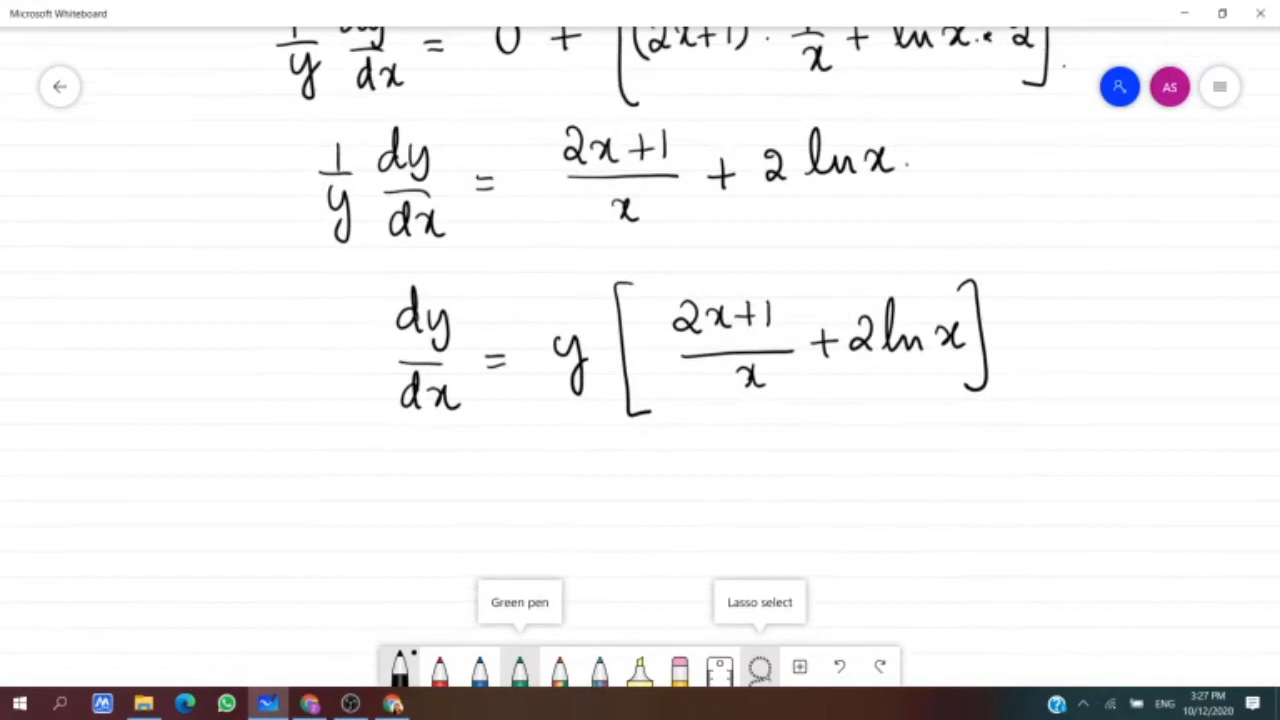 Microsoft Whiteboard
1/y dy/dx = 0 + [(2x+1) · 1/x + ln x · 2].
AS
1/y dy/dx = 2x+1/x + 2 ln x.
dy/dx = y [2x+1/x + 2 ln x]
Green pen
Lasso select
ENG
3:27 PM
10/12/2020